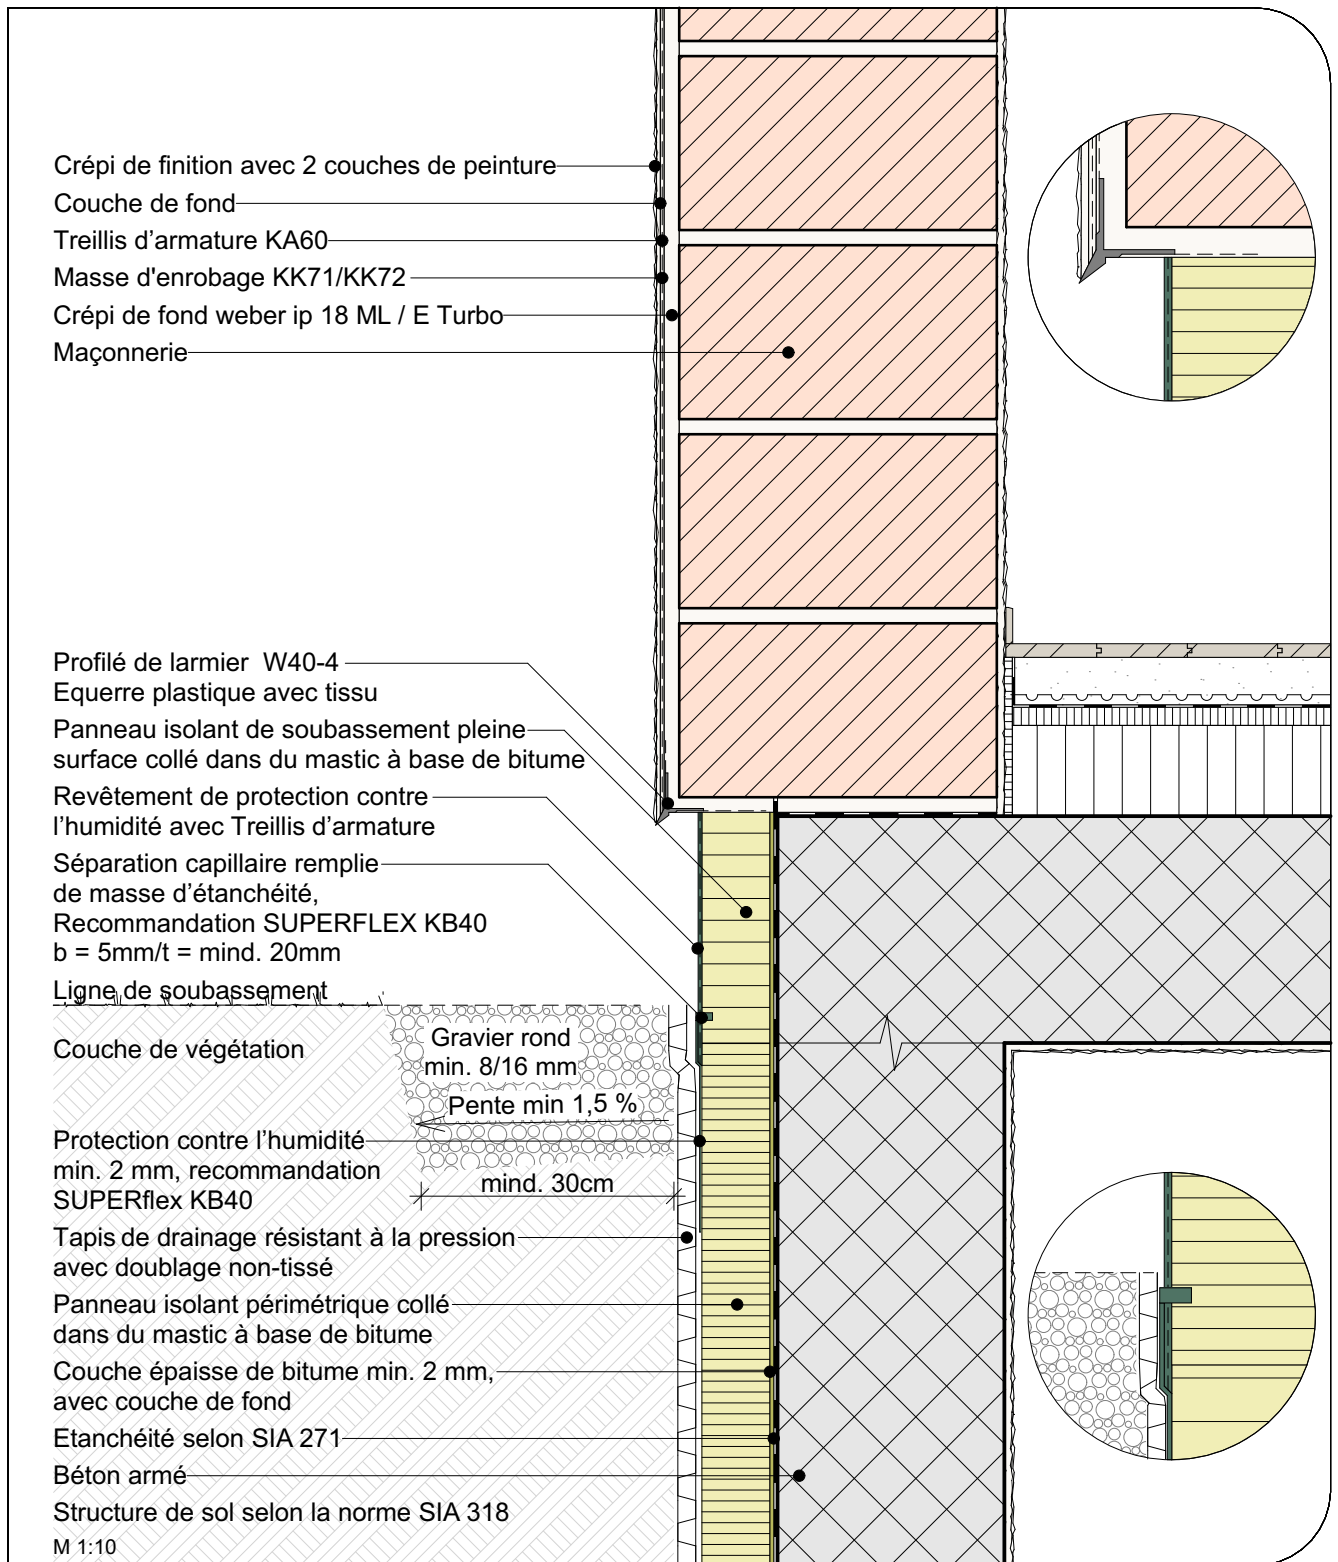 Crépi de finition avec 2 couches de peinture
Couche de fond
Treillis d’armature KA60
Masse d'enrobage KK71/KK72
Crépi de fond weber ip 18 ML / E Turbo
Maçonnerie
Profilé de larmier W40-4
Equerre plastique avec tissu
Panneau isolant de soubassement pleine
surface collé dans du mastic à base de bitume
Revêtement de protection contre
l’humidité avec Treillis d’armature
Séparation capillaire remplie
de masse d’étanchéité,
Recommandation SUPERFLEX KB40
b = 5mm/t = mind. 20mm
Ligne de soubassement
Couche de végétation
Gravier rond
min. 8/16 mm
Pente min 1,5 %
Protection contre l’humidité
min. 2 mm, recommandation
SUPERflex KB40
mind. 30cm
Tapis de drainage résistant à la pression
avec doublage non-tissé
Panneau isolant périmétrique collé
dans du mastic à base de bitume
Couche épaisse de bitume min. 2 mm,
avec couche de fond
Etanchéité selon SIA 271
Béton armé
Structure de sol selon la norme SIA 318
M 1:10